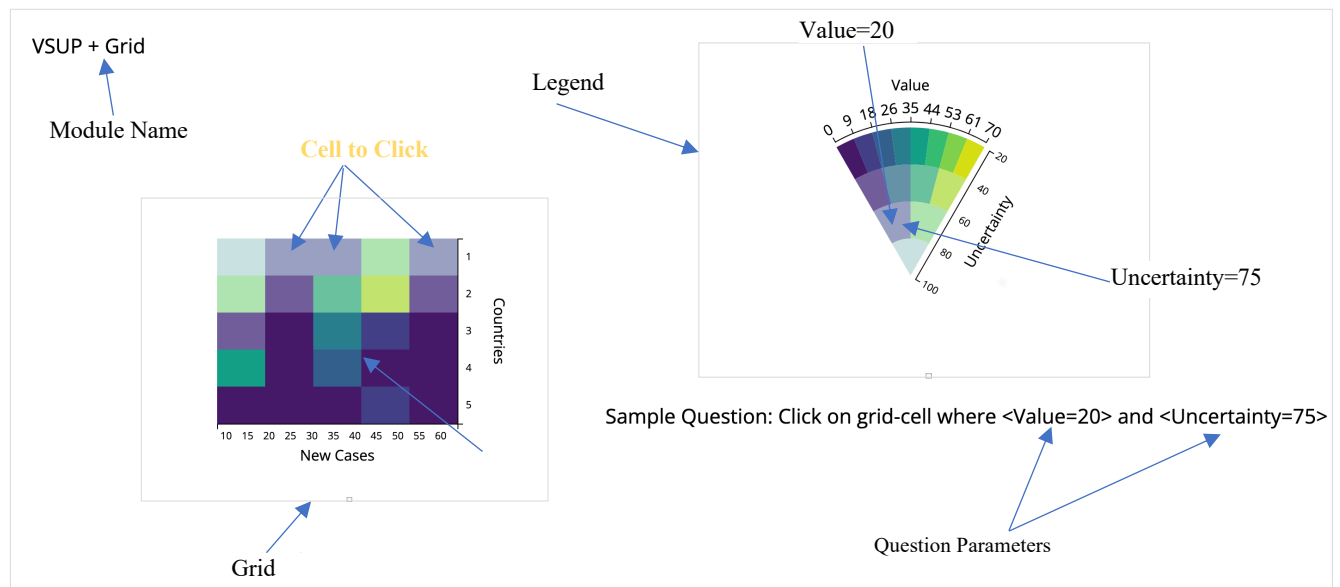 VSUP + Grid
Module Name
Cell to Click
1
2
3
4
5
Countries
10 15 20 25 30 35 40 45 50 55 60
New Cases
Grid
Value=20
Legend
Value
0 9 18 26 35 44 53 61 70
20
40
60
80
100
Uncertainty
Uncertainty=75
Sample Question: Click on grid-cell where <Value=20> and <Uncertainty=75>
Question Parameters